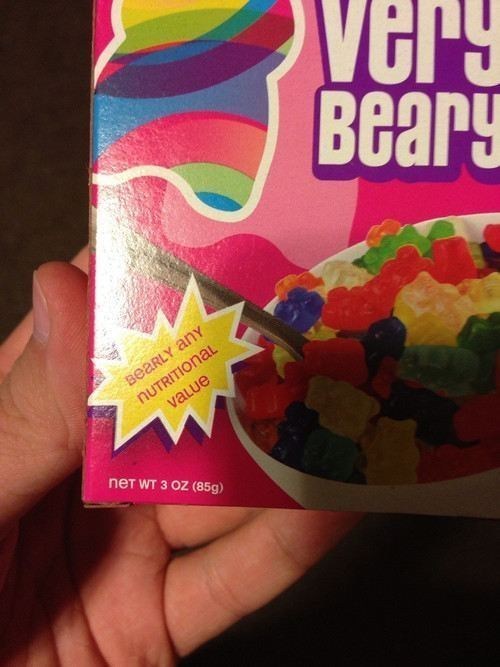 very
Beary
Bearly any
nutritional
value
net wt 3 oz (85g)